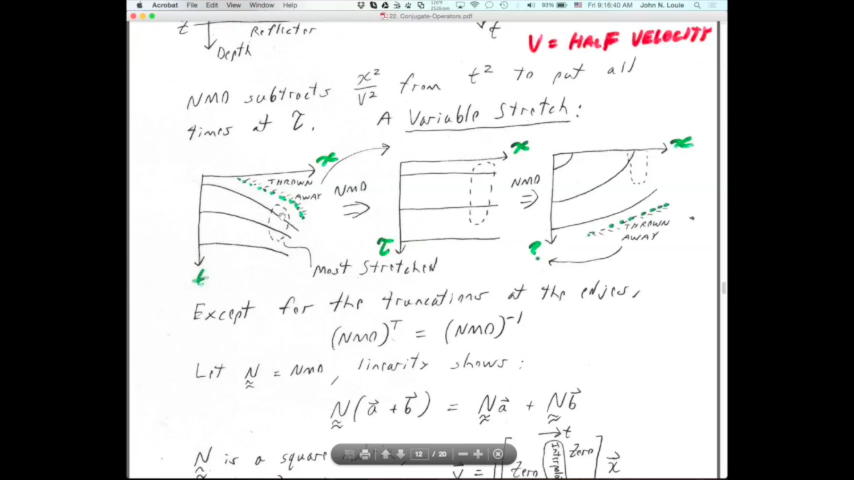 Acrobat File Edit View Window Help
93% Fri 9:16:40 AM John N. Louie
22. Conjugate-Operators.pdf
t Reflector t
Depth
V = HALF VELOCITY
NMO subtracts x²/V² from t² to put all
times at τ. A Variable Stretch:
x x x
THROWN AWAY NMO NMO
⇒ ⇒
THROWN AWAY
t τ ?
Most Stretched
Except for the truncations at the edges,
(NMO)ᵀ = (NMO)⁻¹
Let N = NMO, linearity shows:
N(a⃗ + b⃗) = Na⃗ + Nb⃗
→ t
N is a square
12 / 20
Zero Zero x⃗